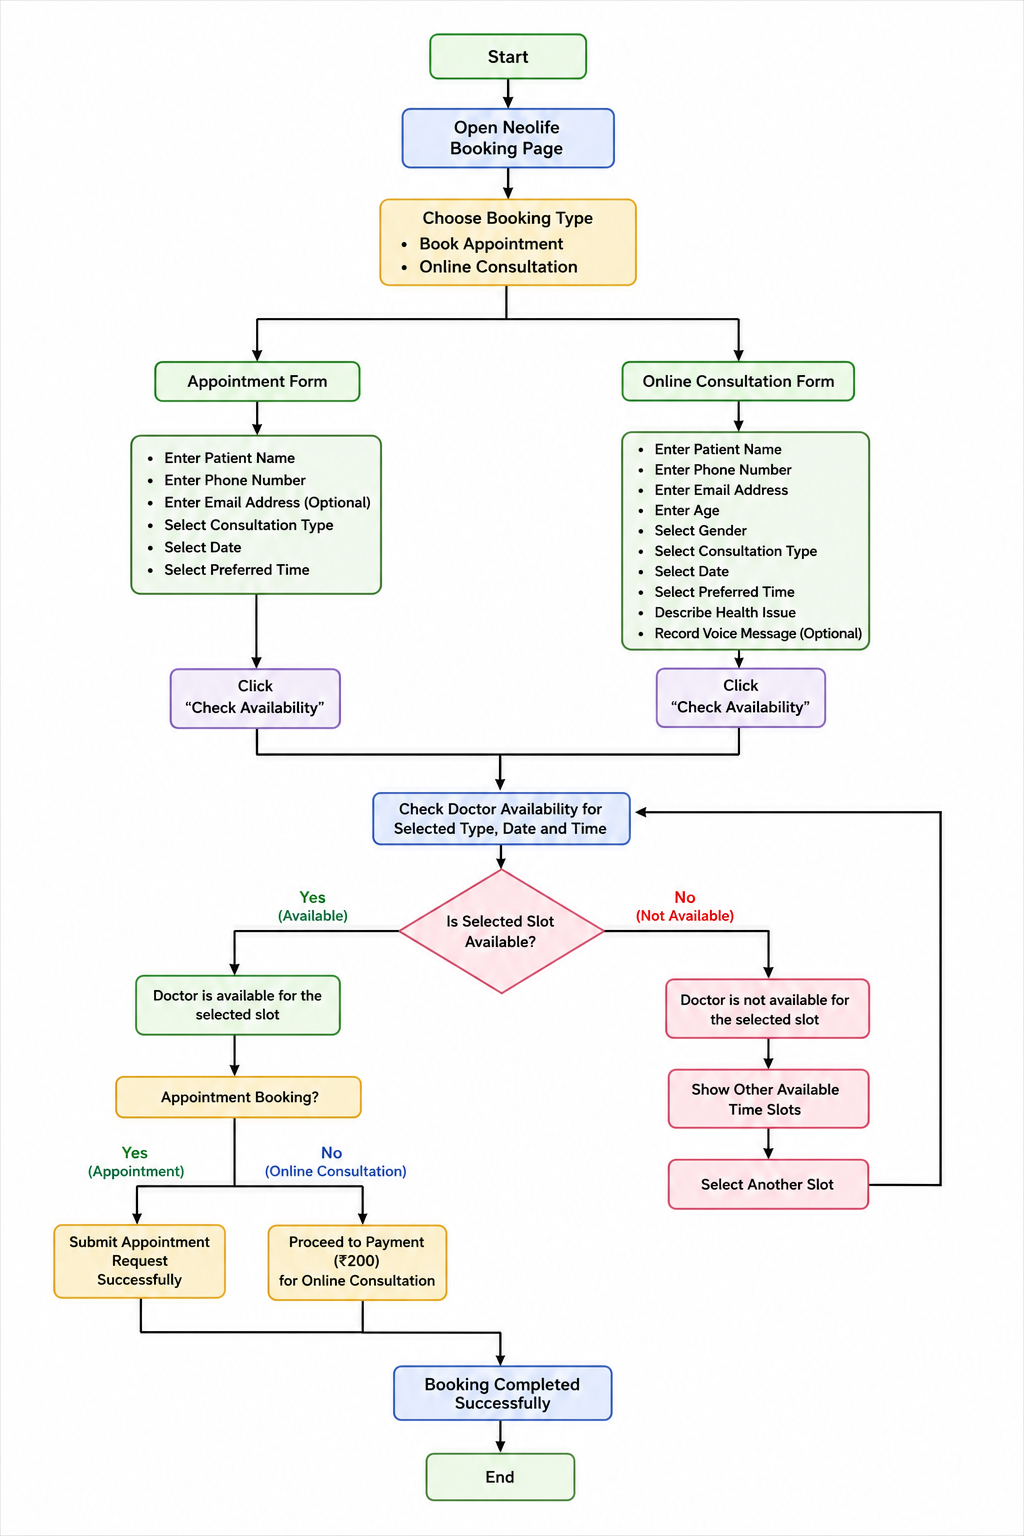 Start
Open Neolife
Booking Page
Choose Booking Type
• Book Appointment
• Online Consultation
Appointment Form
• Enter Patient Name
• Enter Phone Number
• Enter Email Address (Optional)
• Select Consultation Type
• Select Date
• Select Preferred Time
Click
“Check Availability”
Online Consultation Form
• Enter Patient Name
• Enter Phone Number
• Enter Email Address
• Enter Age
• Select Gender
• Select Consultation Type
• Select Date
• Select Preferred Time
• Describe Health Issue
• Record Voice Message (Optional)
Click
“Check Availability”
Check Doctor Availability for
Selected Type, Date and Time
Is Selected Slot
Available?
Yes
(Available)
No
(Not Available)
Doctor is available for the
selected slot
Appointment Booking?
Yes
(Appointment)
No
(Online Consultation)
Submit Appointment
Request
Successfully
Proceed to Payment
(₹200)
for Online Consultation
Doctor is not available for
the selected slot
Show Other Available
Time Slots
Select Another Slot
Booking Completed
Successfully
End